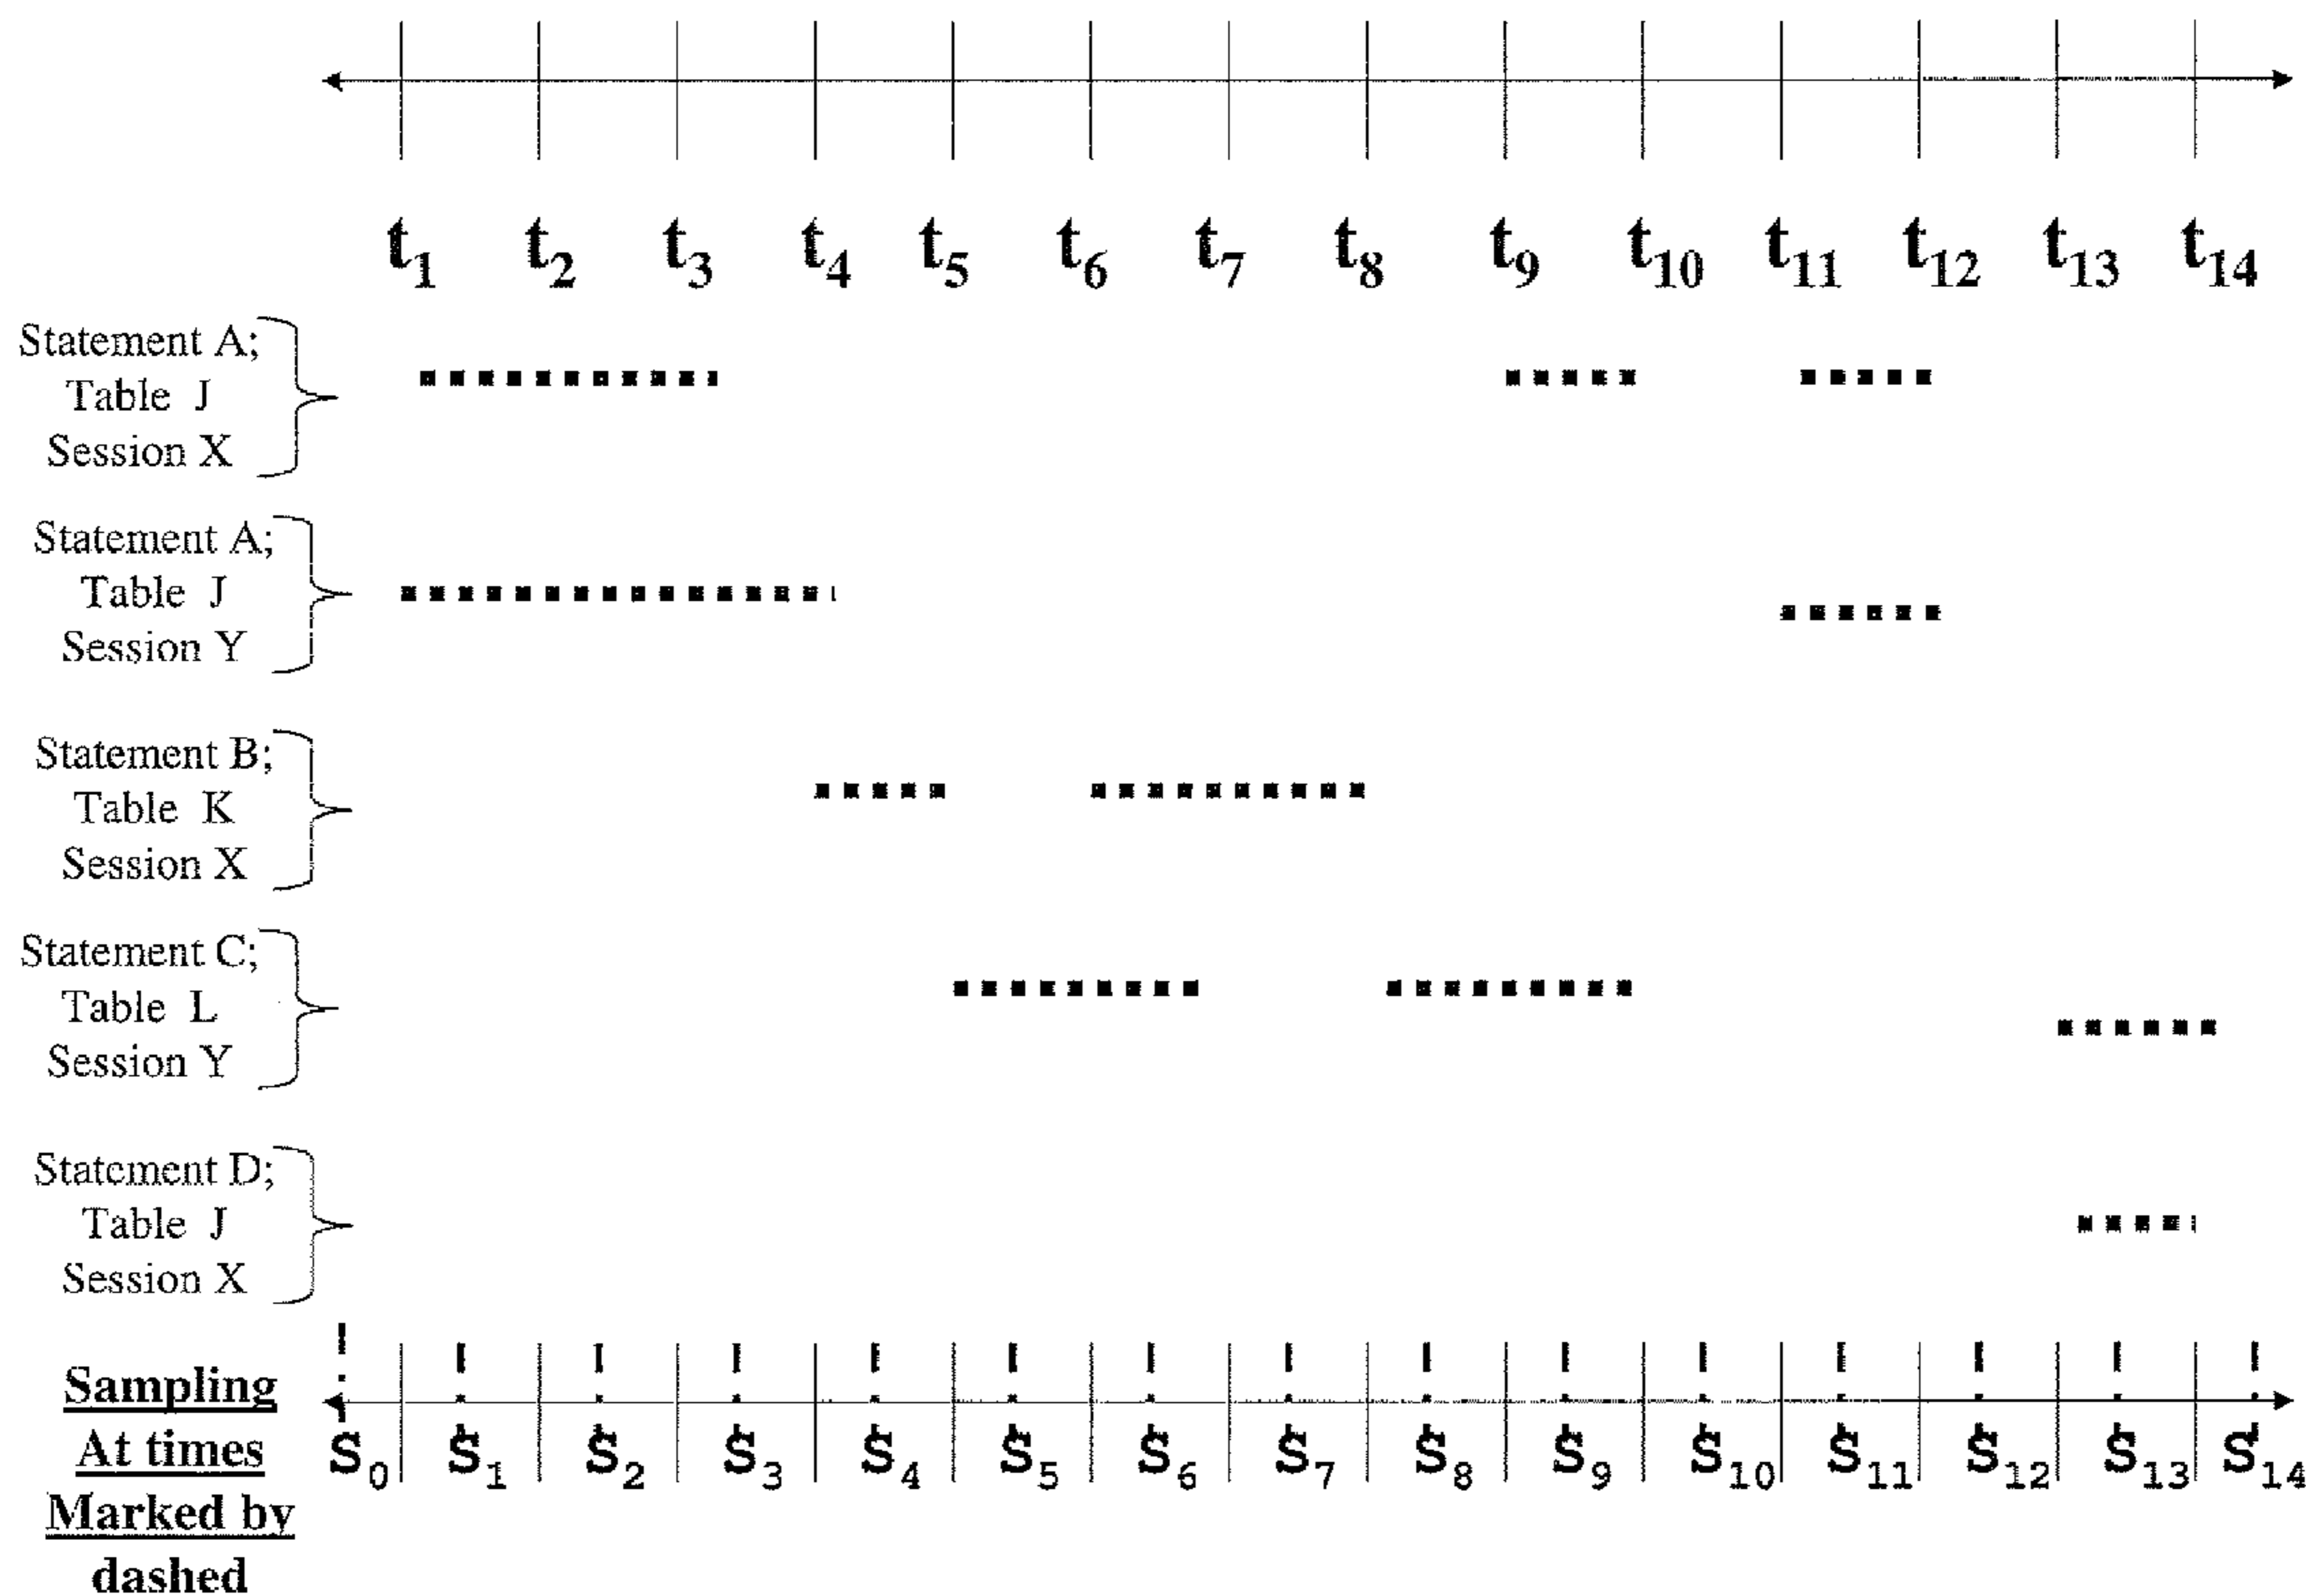 t₁ t₂ t₃ t₄ t₅ t₆ t₇ t₈ t₉ t₁₀ t₁₁ t₁₂ t₁₃ t₁₄
Statement A;
Table J
Session X
Statement A;
Table J
Session Y
Statement B;
Table K
Session X
Statement C;
Table L
Session Y
Statement D;
Table J
Session X
Sampling
At times
Marked by
dashed
S₀ S₁ S₂ S₃ S₄ S₅ S₆ S₇ S₈ S₉ S₁₀ S₁₁ S₁₂ S₁₃ S₁₄